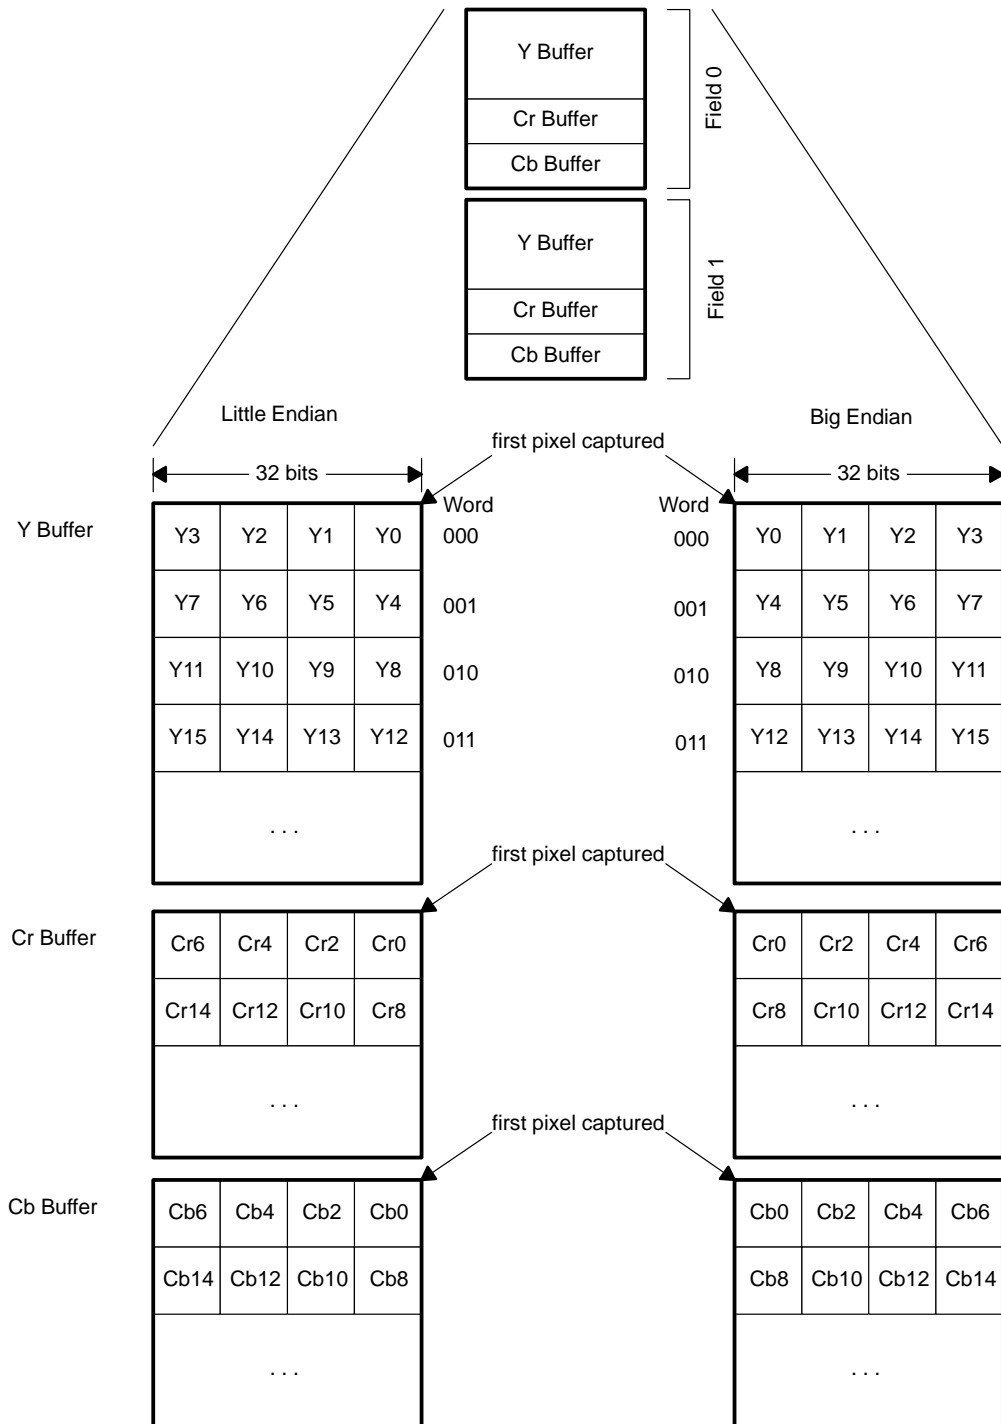 Y Buffer
Cr Buffer
Cb Buffer
Field 0
Y Buffer
Cr Buffer
Cb Buffer
Field 1
Little Endian
Big Endian
first pixel captured
32 bits
32 bits
Y Buffer
Word
Word
Y3 Y2 Y1 Y0 000 000 Y0 Y1 Y2 Y3
Y7 Y6 Y5 Y4 001 001 Y4 Y5 Y6 Y7
Y11 Y10 Y9 Y8 010 010 Y8 Y9 Y10 Y11
Y15 Y14 Y13 Y12 011 011 Y12 Y13 Y14 Y15
. . . . . .
first pixel captured
Cr Buffer
Cr6 Cr4 Cr2 Cr0 Cr0 Cr2 Cr4 Cr6
Cr14 Cr12 Cr10 Cr8 Cr8 Cr10 Cr12 Cr14
. . . . . .
first pixel captured
Cb Buffer
Cb6 Cb4 Cb2 Cb0 Cb0 Cb2 Cb4 Cb6
Cb14 Cb12 Cb10 Cb8 Cb8 Cb10 Cb12 Cb14
. . . . . .